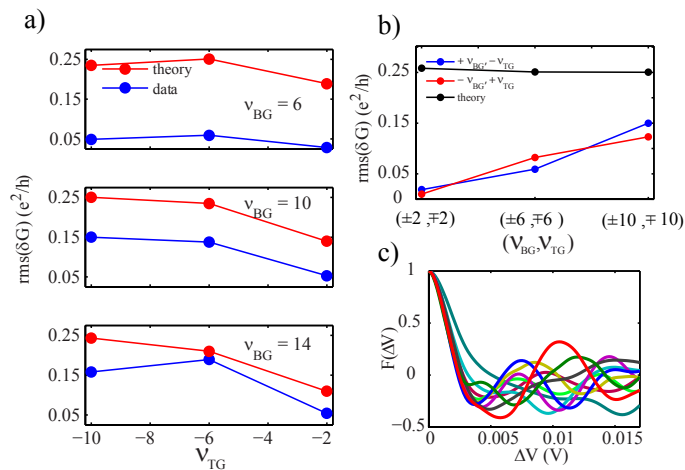 a)
0.25
0.05
theory
data
ν_BG = 6
rms(δG) (e²/h)
0.25
0.15
0.05
ν_BG = 10
0.25
0.15
0.05
ν_BG = 14
−10 −8 −6 −4 −2
ν_TG
b)
rms(δG) (e²/h)
0.35
0.25
0.15
0.05
0
+ ν_BG, − ν_TG
− ν_BG, + ν_TG
theory
(±2 ,∓2) (±6 ,∓6 ) (±10 ,∓ 10)
(ν_BG,ν_TG)
c)
F(ΔV)
1
0.5
0
−0.5
0 0.005 0.01 0.015
ΔV (V)